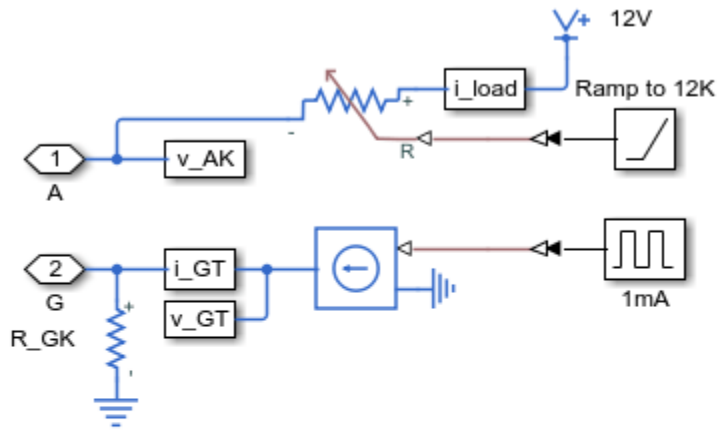 12V
i_load
Ramp to 12K
+
-
R
1
v_AK
A
2
i_GT
G
v_GT
1mA
R_GK
+
-